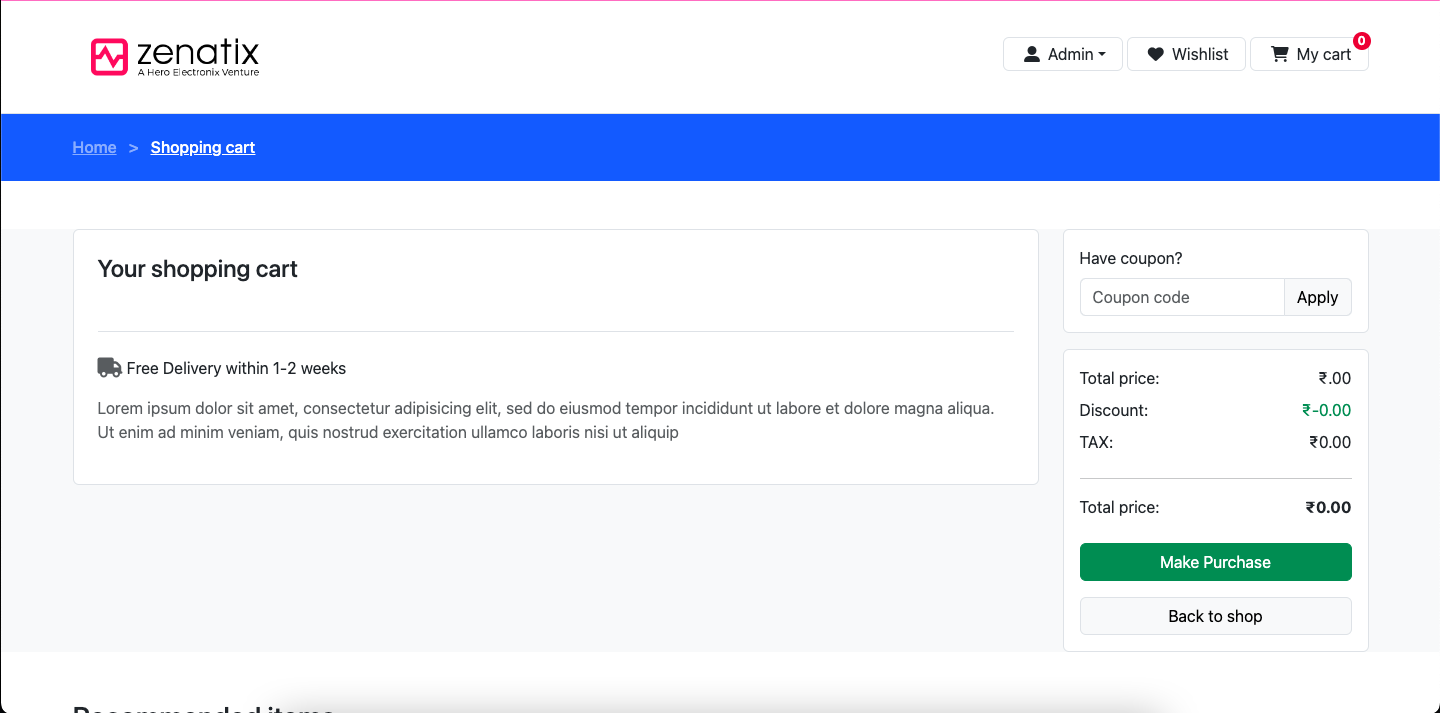 zenatix
A Hero Electronix Venture
Admin
Wishlist
My cart
0
Home > Shopping cart
Your shopping cart
Free Delivery within 1-2 weeks
Lorem ipsum dolor sit amet, consectetur adipisicing elit, sed do eiusmod tempor incididunt ut labore et dolore magna aliqua.
Ut enim ad minim veniam, quis nostrud exercitation ullamco laboris nisi ut aliquip
Have coupon?
Coupon code Apply
Total price: ₹.00
Discount: ₹-0.00
TAX: ₹0.00
Total price: ₹0.00
Make Purchase
Back to shop
Recommended items